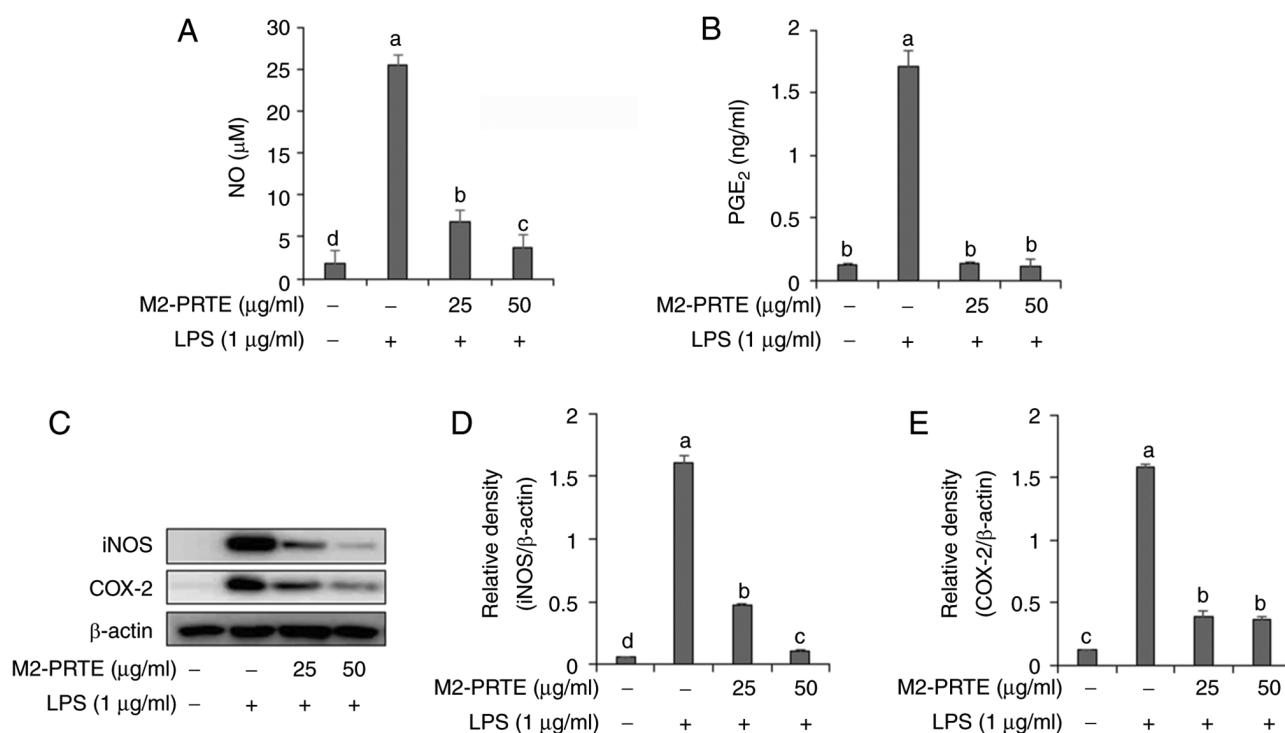 A
NO (μM)
30
25
20
15
10
5
0
d
a
b
c
M2-PRTE (μg/ml) – – 25 50
LPS (1 μg/ml) – + + +
B
PGE2 (ng/ml)
2
1.5
1
0.5
0
b
a
b
b
M2-PRTE (μg/ml) – – 25 50
LPS (1 μg/ml) – + + +
C
iNOS
COX-2
β-actin
M2-PRTE (μg/ml) – – 25 50
LPS (1 μg/ml) – + + +
D
Relative density
(iNOS/β-actin)
2
1.5
1
0.5
0
d
a
b
c
M2-PRTE (μg/ml) – – 25 50
LPS (1 μg/ml) – + + +
E
Relative density
(COX-2/β-actin)
2
1.5
1
0.5
0
c
a
b
b
M2-PRTE (μg/ml) – – 25 50
LPS (1 μg/ml) – + + +